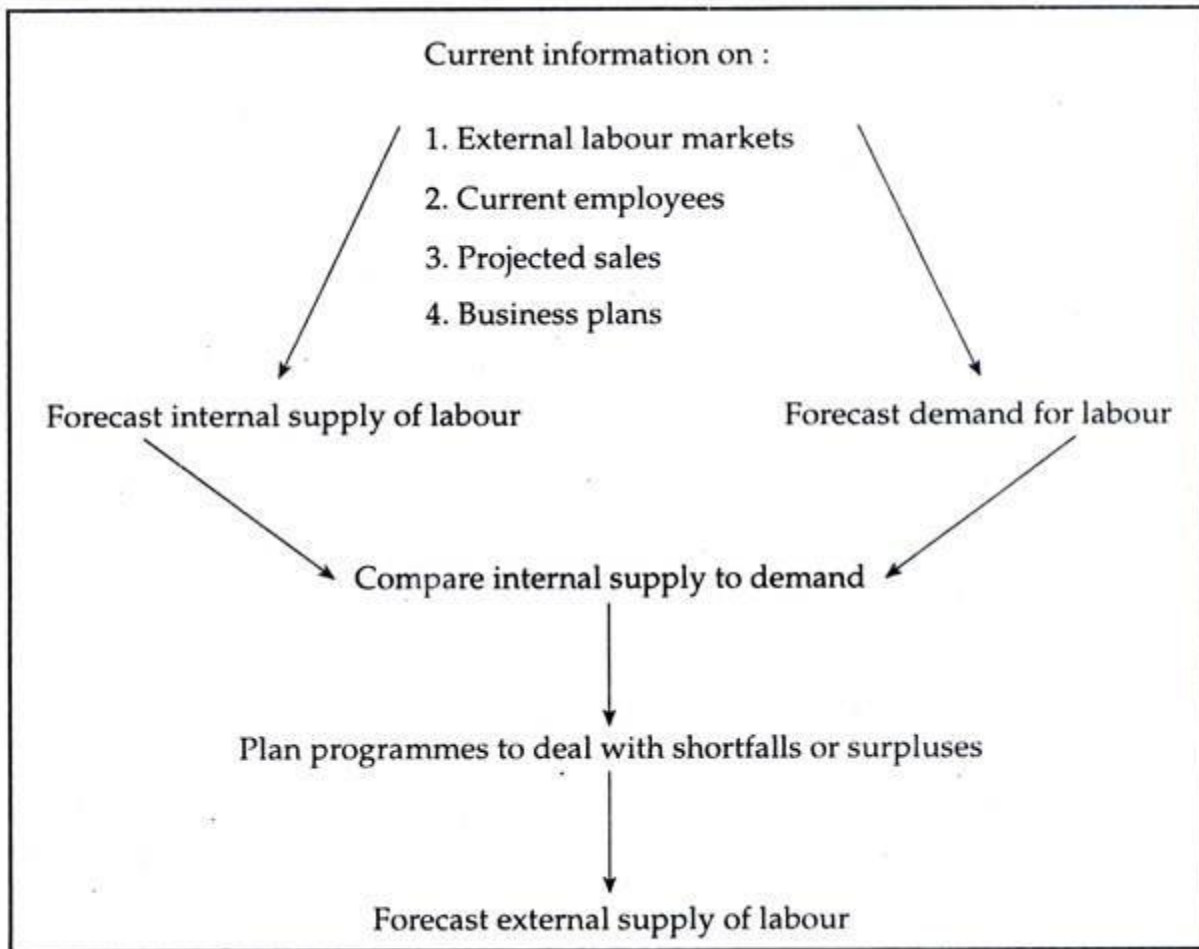 Current information on :
1. External labour markets
2. Current employees
3. Projected sales
4. Business plans
Forecast internal supply of labour
Forecast demand for labour
Compare internal supply to demand
Plan programmes to deal with shortfalls or surpluses
Forecast external supply of labour